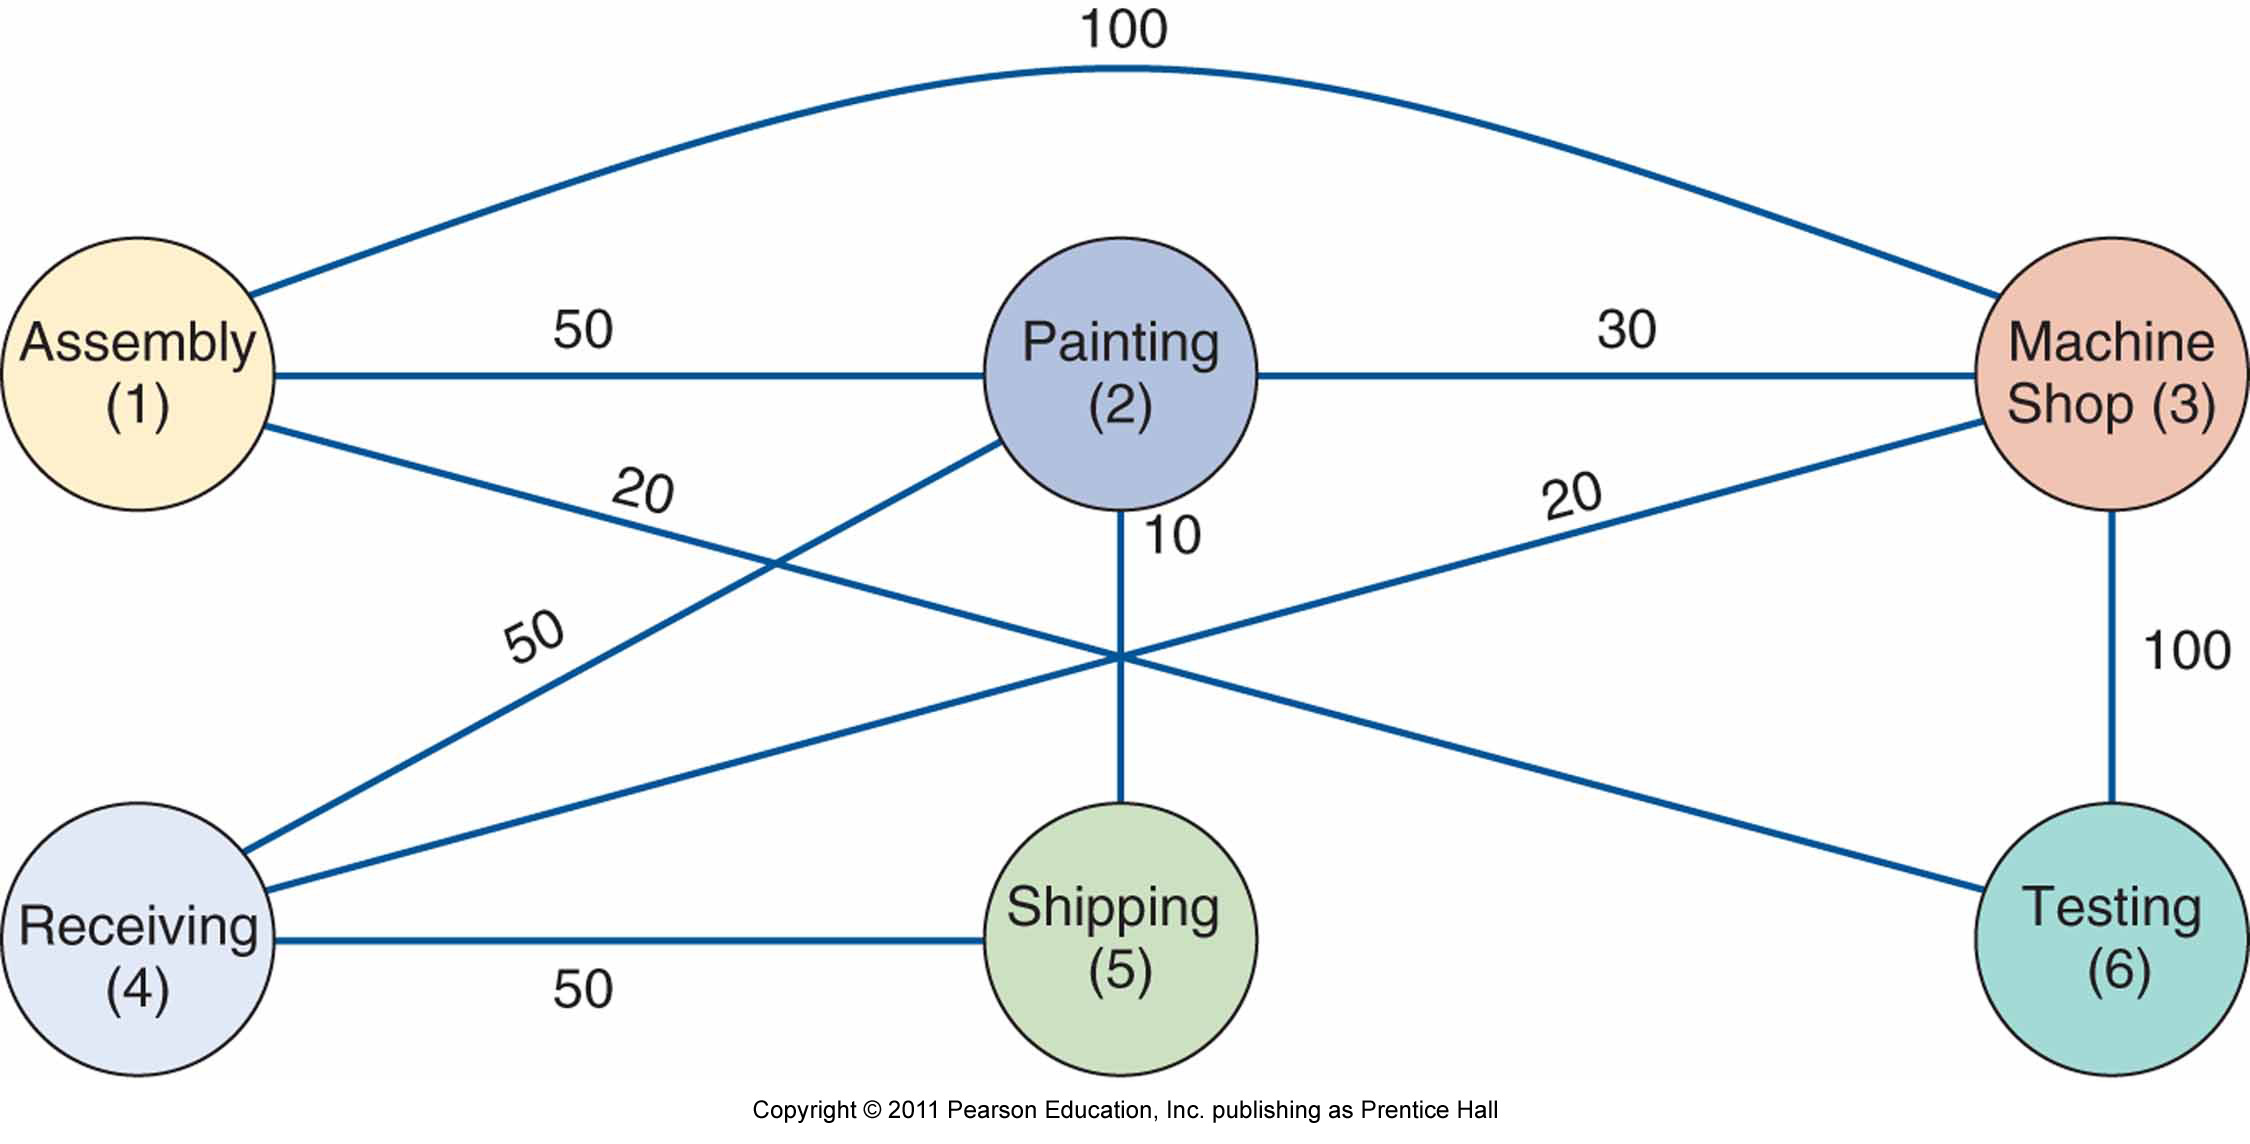 100
50
30
Assembly
(1)
Painting
(2)
Machine
Shop (3)
20
10
20
50
100
Receiving
(4)
Shipping
(5)
Testing
(6)
50
Copyright © 2011 Pearson Education, Inc. publishing as Prentice Hall